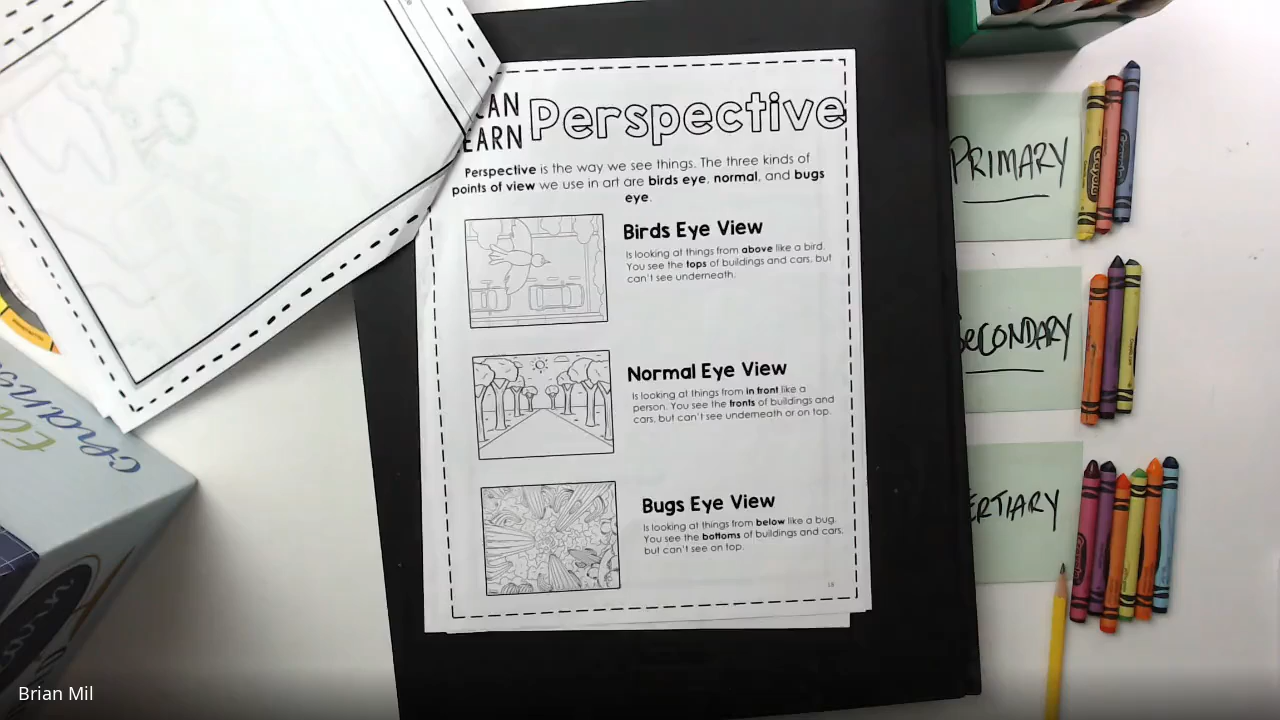 Perspective
Perspective is the way we see things. The three kinds of
points of view we use in art are birds eye, normal, and bugs
eye.
Birds Eye View
Is looking at things from above like a bird.
You see the tops of buildings and cars, but
can't see underneath.
Normal Eye View
Is looking at things from in front like a
person. You see the fronts of buildings and
cars, but can't see underneath or on top.
Bugs Eye View
Is looking at things from below like a bug.
You see the bottoms of buildings and cars,
but can't see on top.
18
PRIMARY
SECONDARY
ERTIARY
Brian Mil